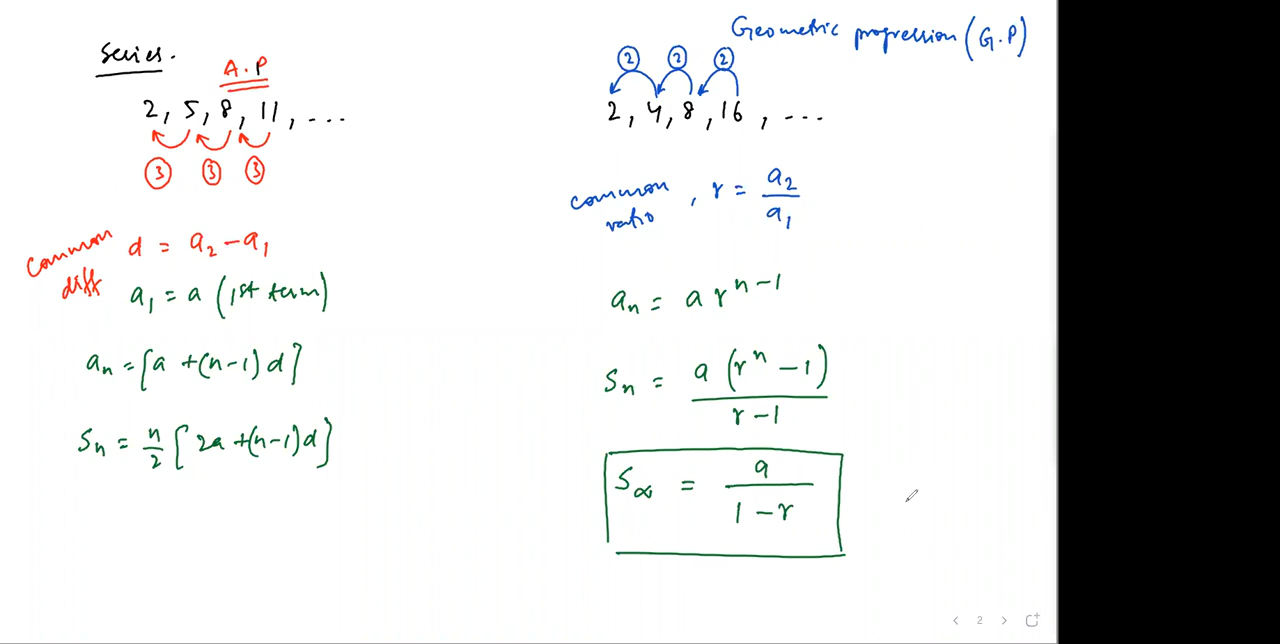 Series.
A.P
2, 5, 8, 11, ...
3 3 3
common diff d = a₂ - a₁
a₁ = a (1st term)
aₙ = [a + (n-1) d]
Sₙ = n/2 [2a + (n-1)d]
Geometric progression (G.P)
2 2 2
2, 4, 8, 16, ...
common ratio, r = a₂/a₁
aₙ = a rⁿ⁻¹
Sₙ = a (rⁿ - 1)/r - 1
S∞ = a/1 - r
< 2 >